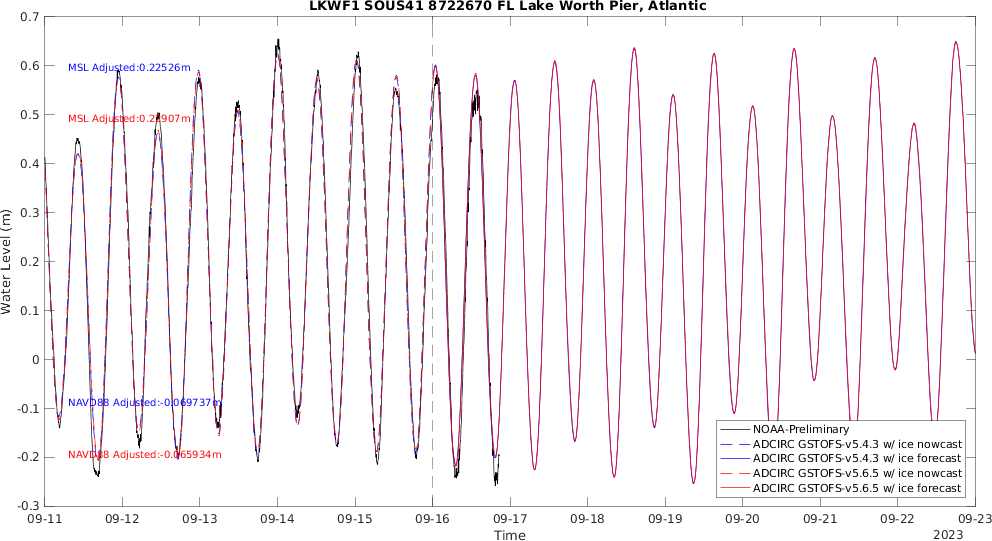 LKWF1 SOUS41 8722670 FL Lake Worth Pier, Atlantic
Water Level (m)
0.7
0.6
0.5
0.4
0.3
0.2
0.1
0
-0.1
-0.2
-0.3
MSL Adjusted:0.22526m
NAVD88 Adjusted:-0.069737m
NAVD88 Adjusted:-0.065934m
NOAA-Preliminary
ADCIRC GSTOFS-v5.4.3 w/ ice nowcast
ADCIRC GSTOFS-v5.4.3 w/ ice forecast
ADCIRC GSTOFS-v5.6.5 w/ ice nowcast
ADCIRC GSTOFS-v5.6.5 w/ ice forecast
09-11 09-12 09-13 09-14 09-15 09-16 09-17 09-18 09-19 09-20 09-21 09-22 09-23
Time
2023
MSL Adjusted: